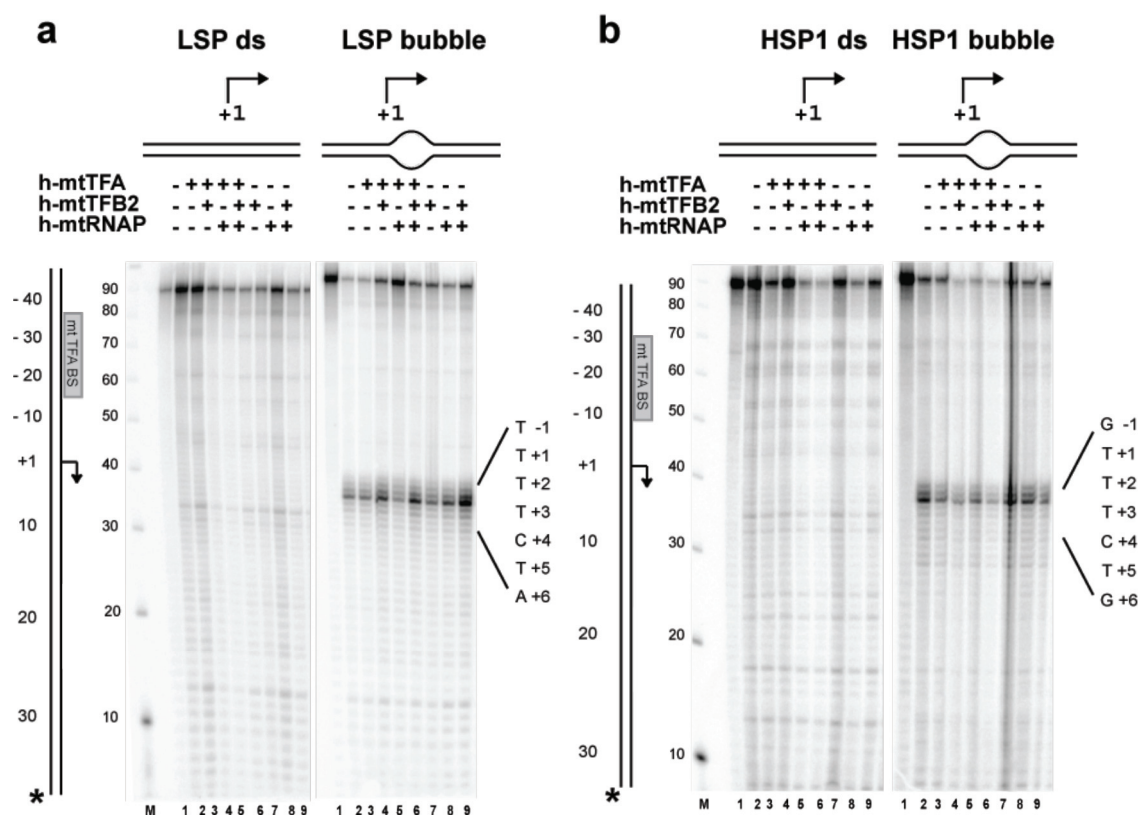 a
LSP ds
LSP bubble
+1
+1
h-mtTFA - + + + + - - - - + + + + - - -
h-mtTFB2 - - + - + + - + - - + - + + - +
h-mtRNAP - - - + + - + + - - - + + - + +
- 40
- 30
- 20
- 10
+1
10
20
30
*
mt TFA BS
90
80
70
60
50
40
30
20
10
T -1
T +1
T +2
T +3
C +4
T +5
A +6
M 1 2 3 4 5 6 7 8 9 1 2 3 4 5 6 7 8 9
b
HSP1 ds
HSP1 bubble
+1
+1
h-mtTFA - + + + + - - - - + + + + - - -
h-mtTFB2 - - + - + + - + - - + - + + - +
h-mtRNAP - - - + + - + + - - - + + - + +
- 40
- 30
- 20
- 10
+1
10
20
30
*
mt TFA BS
90
80
70
60
50
40
30
20
10
G -1
T +1
T +2
T +3
C +4
T +5
G +6
M 1 2 3 4 5 6 7 8 9 1 2 3 4 5 6 7 8 9